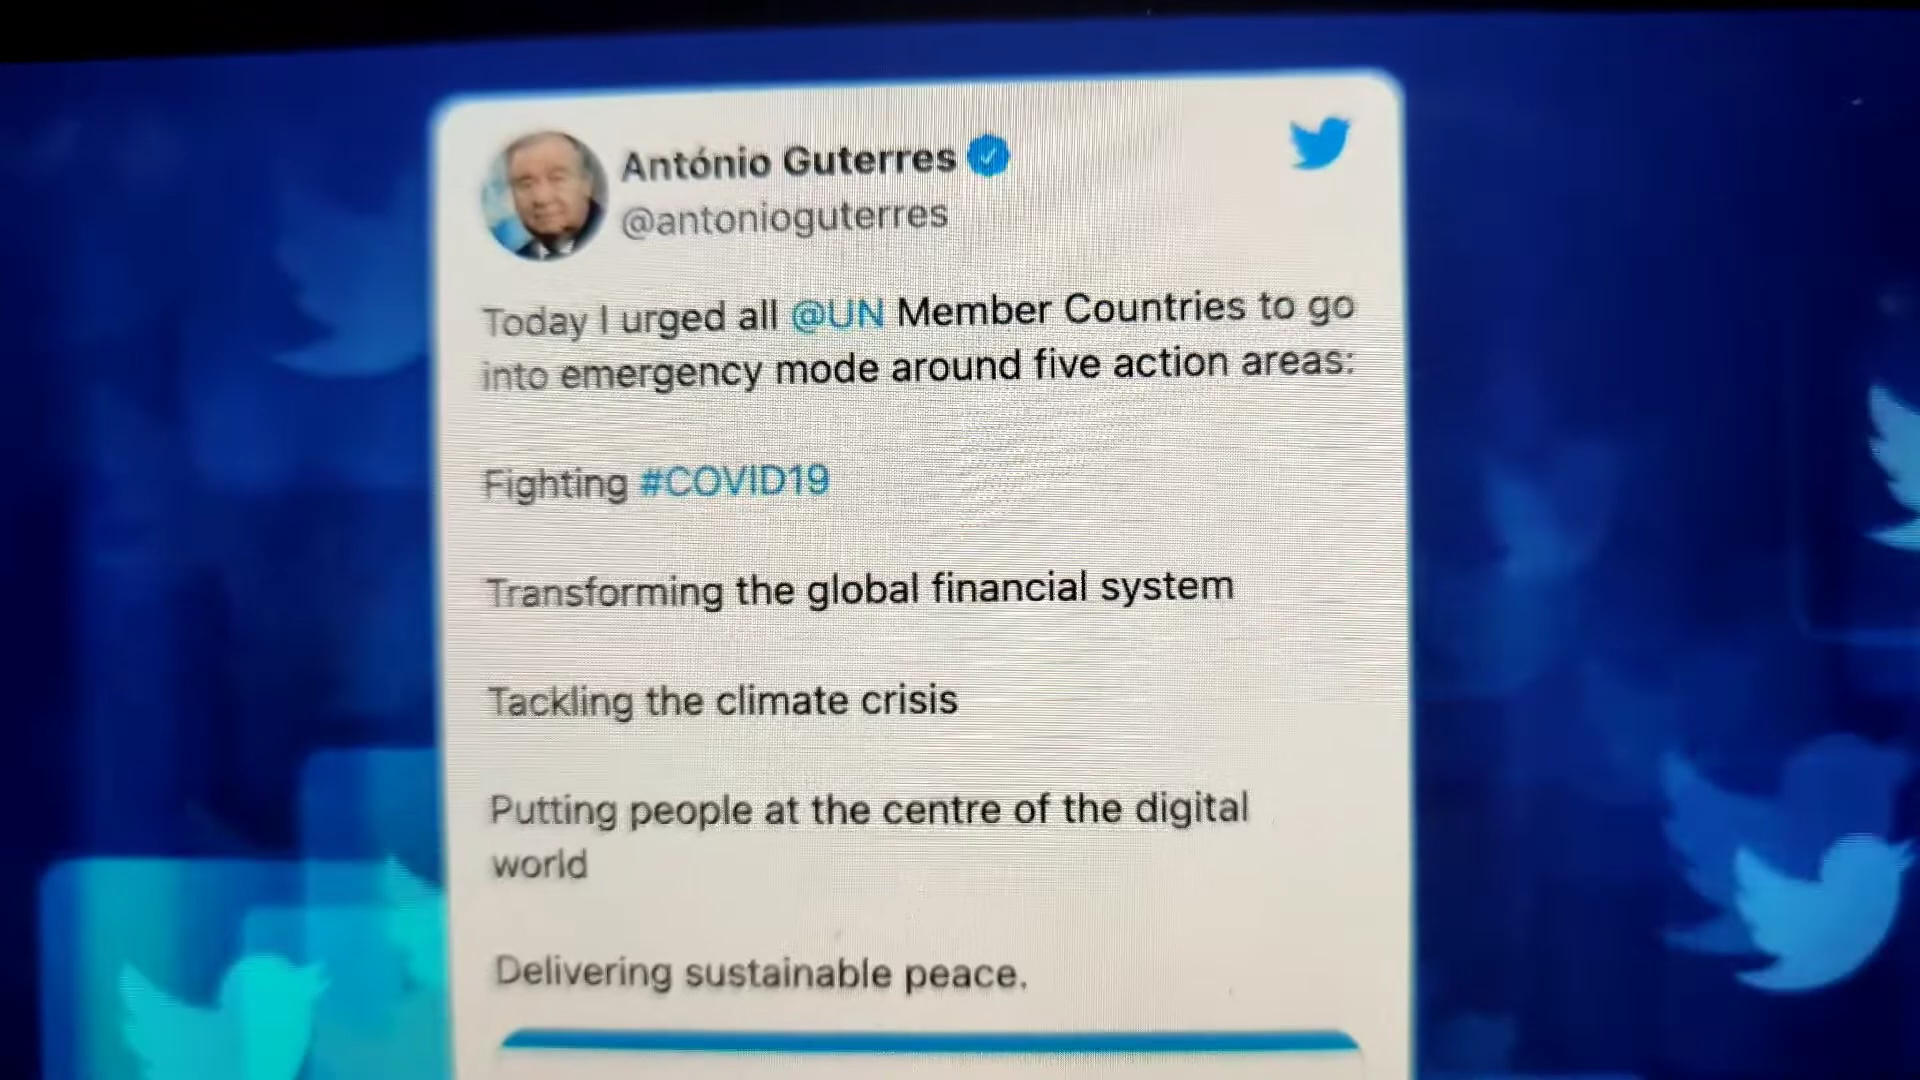 António Guterres
@antonioguterres
Today I urged all @UN Member Countries to go
into emergency mode around five action areas:
Fighting #COVID19
Transforming the global financial system
Tackling the climate crisis
Putting people at the centre of the digital
world
Delivering sustainable peace.